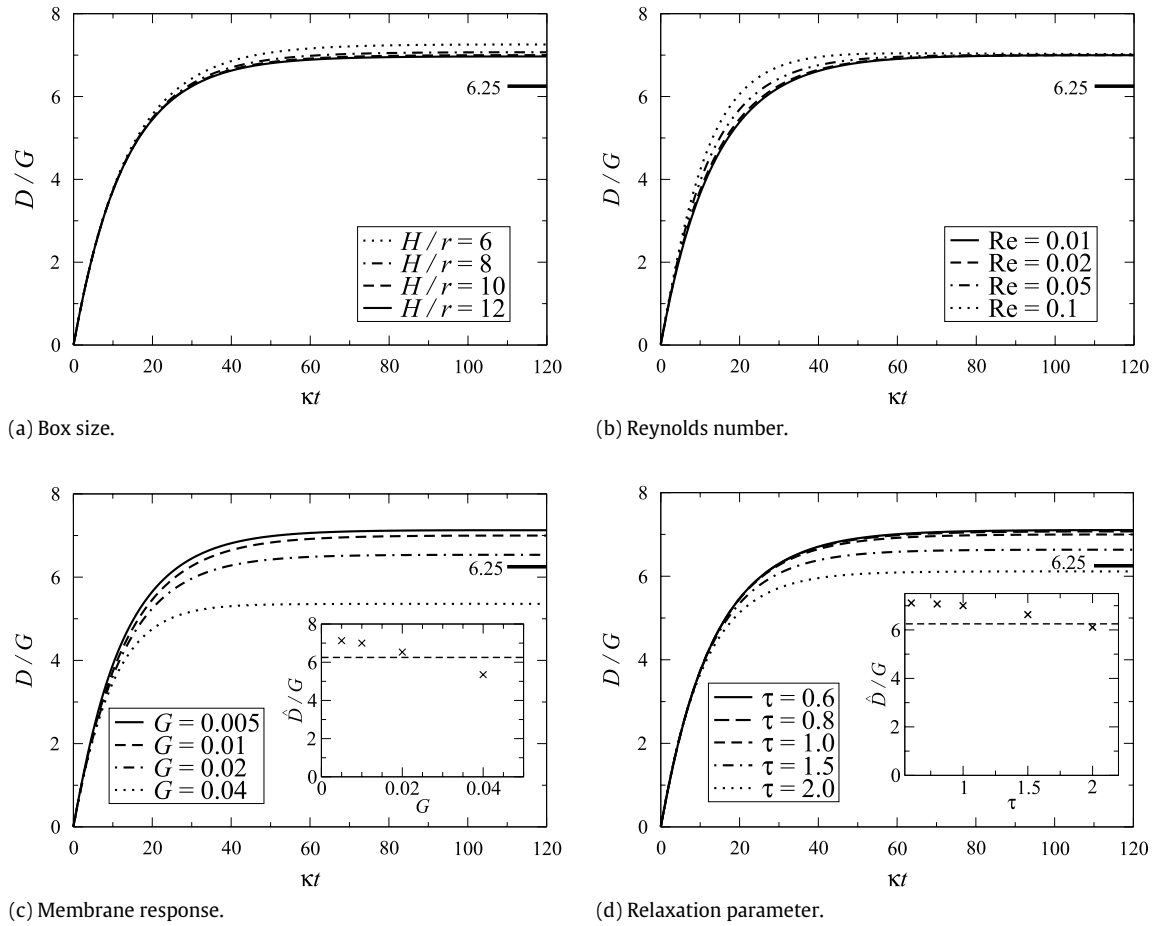 8
6
4
2
0
D / G
6.25
H / r = 6
H / r = 8
H / r = 10
H / r = 12
0 20 40 60 80 100 120
κt
(a) Box size.
8
6
4
2
0
D / G
6.25
Re = 0.01
Re = 0.02
Re = 0.05
Re = 0.1
0 20 40 60 80 100 120
κt
(b) Reynolds number.
8
6
4
2
0
D / G
6.25
G = 0.005
G = 0.01
G = 0.02
G = 0.04
8
6
4
2
0
D̂ / G
0 0.02 0.04
G
0 20 40 60 80 100 120
κt
(c) Membrane response.
8
6
4
2
0
D / G
6.25
τ = 0.6
τ = 0.8
τ = 1.0
τ = 1.5
τ = 2.0
6
4
2
0
D̂ / G
1 1.5 2
τ
0 20 40 60 80 100 120
κt
(d) Relaxation parameter.